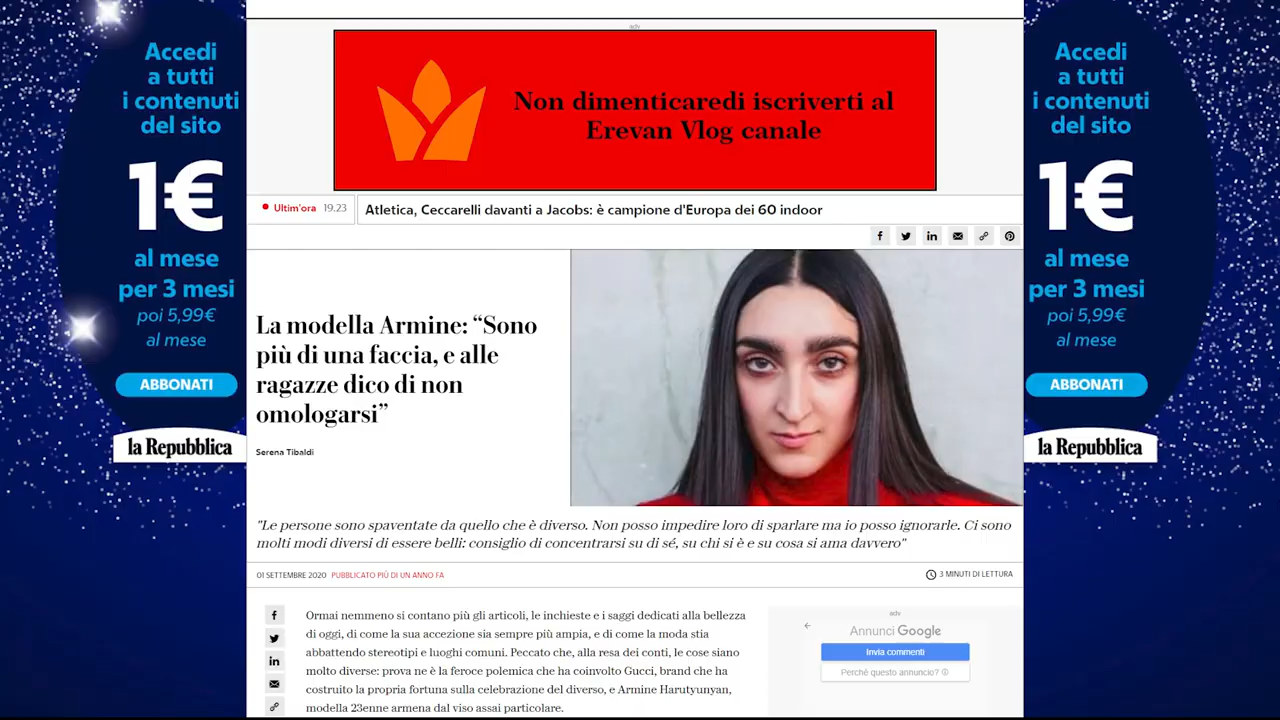 adv
Non dimenticaredi iscriverti al
Erevan Vlog canale
Accedi
a tutti
i contenuti
del sito
1€
al mese
per 3 mesi
poi 5,99€
al mese
ABBONATI
la Repubblica
Accedi
a tutti
i contenuti
del sito
1€
al mese
per 3 mesi
poi 5,99€
al mese
ABBONATI
la Repubblica
Ultim'ora 19.23 Atletica, Ceccarelli davanti a Jacobs: è campione d'Europa dei 60 indoor
La modella Armine: “Sono
più di una faccia, e alle
ragazze dico di non
omologarsi”
Serena Tibaldi
"Le persone sono spaventate da quello che è diverso. Non posso impedire loro di sparlare ma io posso ignorarle. Ci sono
molti modi diversi di essere belli: consiglio di concentrarsi su di sé, su chi si è e su cosa si ama davvero"
01 SETTEMBRE 2020 PUBBLICATO PIÙ DI UN ANNO FA
3 MINUTI DI LETTURA
Ormai nemmeno si contano più gli articoli, le inchieste e i saggi dedicati alla bellezza
di oggi, di come la sua accezione sia sempre più ampia, e di come la moda stia
abbattendo stereotipi e luoghi comuni. Peccato che, alla resa dei conti, le cose siano
molto diverse: prova ne è la feroce polemica che ha coinvolto Gucci, brand che ha
costruito la propria fortuna sulla celebrazione del diverso, e Armine Harutyunyan,
modella 23enne armena dal viso assai particolare.
adv
Annunci Google
Invia commenti
Perché questo annuncio?